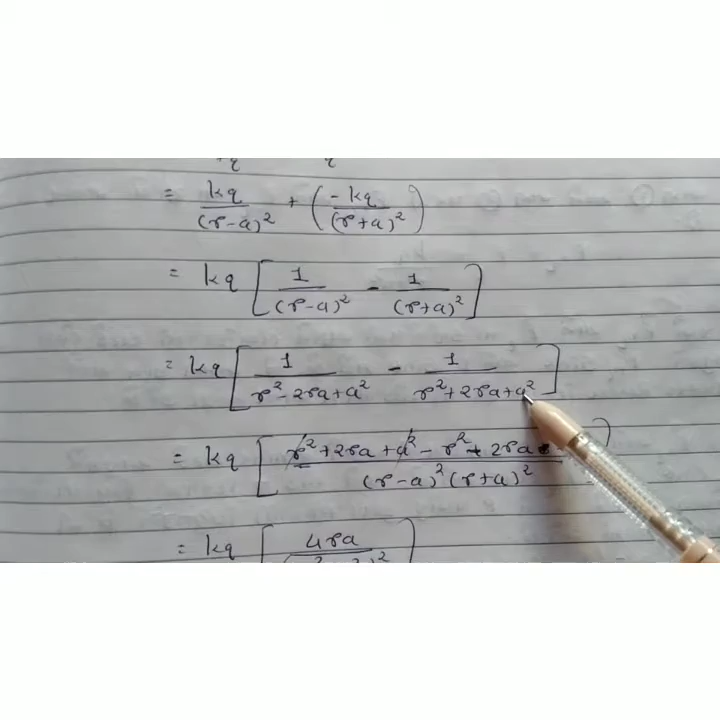 q q
= kq/(r-a)² + (-kq/(r+a)²)
= kq [1/(r-a)² - 1/(r+a)²]
= kq [1/(r²-2ra+a²) - 1/(r²+2ra+a²)]
= kq [(r²+2ra+a²-r²+2ra)/((r-a)²(r+a)²)]
= kq [4ra/ ²]